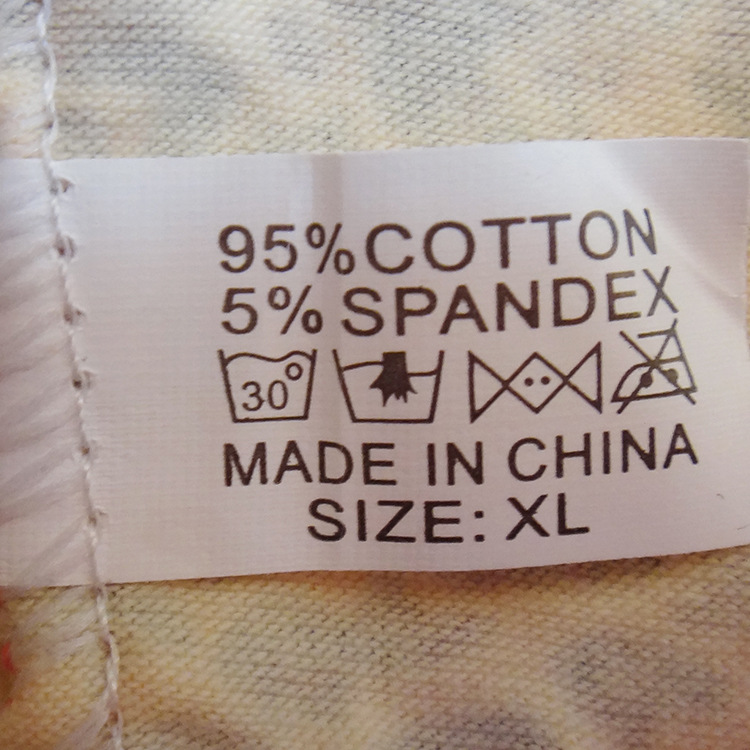 95%COTTON
5%SPANDEX
30°
MADE IN CHINA
SIZE: XL